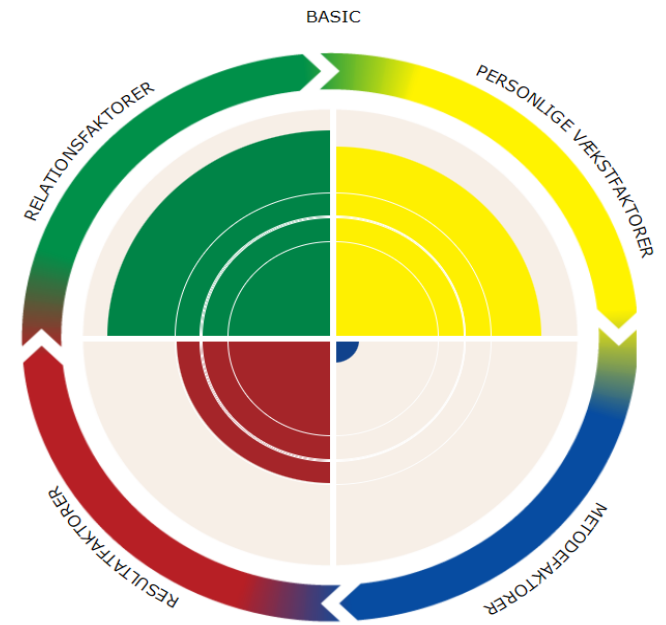 BASIC
RELATIONSFAKTORER
PERSONLIGE VÆKSTFAKTORER
RESULTATFAKTORER
METODEFAKTORER